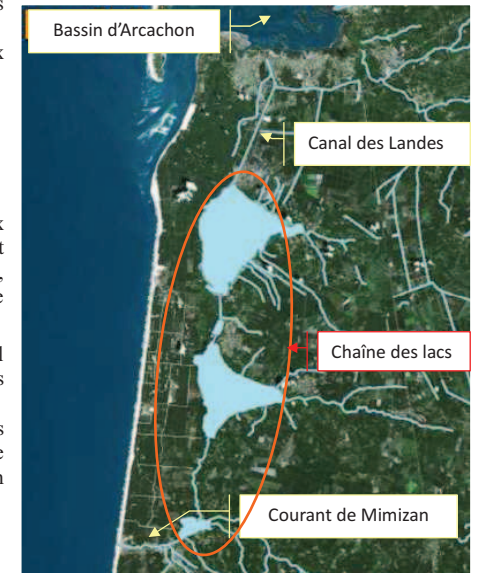 Bassin d'Arcachon
Canal des Landes
Chaîne des lacs
Courant de Mimizan